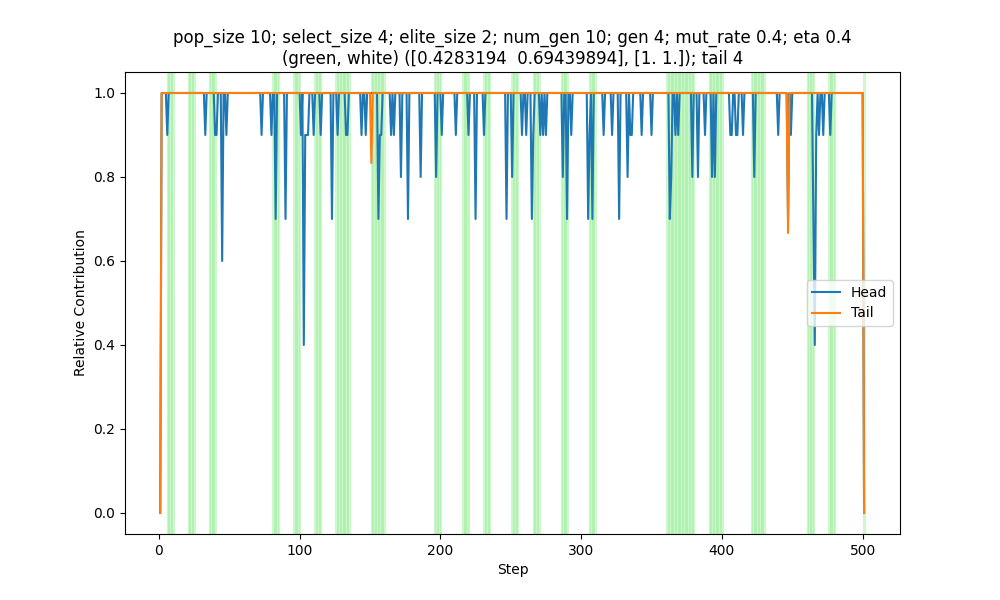 pop_size 10; select_size 4; elite_size 2; num_gen 10; gen 4; mut_rate 0.4; eta 0.4
(green, white) ([0.4283194  0.69439894], [1. 1.]); tail 4
1.0
0.8
0.6
0.4
0.2
0.0
Relative Contribution
Head
Tail
0
100
200
300
400
500
Step